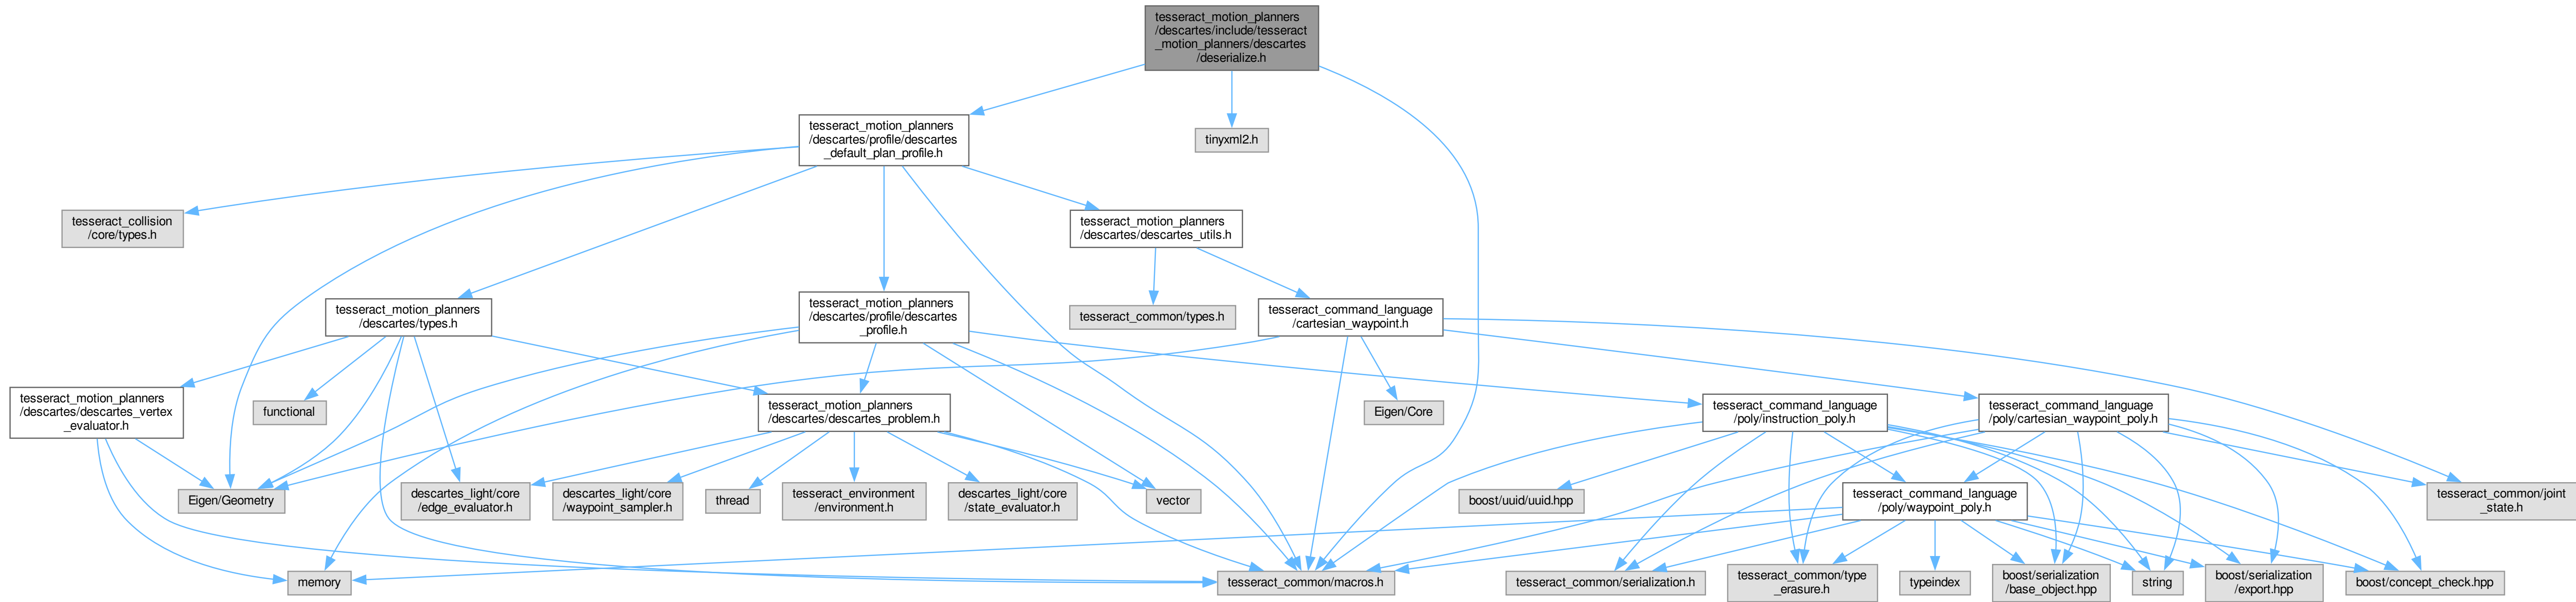 tesseract_motion_planners
/descartes/include/tesseract
_motion_planners/descartes
/deserialize.h
tesseract_motion_planners
/descartes/profile/descartes
_default_plan_profile.h
tinyxml2.h
tesseract_collision
/core/types.h
tesseract_motion_planners
/descartes/descartes_utils.h
tesseract_motion_planners
/descartes/types.h
tesseract_motion_planners
/descartes/profile/descartes
_profile.h
tesseract_common/types.h
tesseract_command_language
/cartesian_waypoint.h
tesseract_motion_planners
/descartes/descartes_vertex
_evaluator.h
functional
tesseract_motion_planners
/descartes/descartes_problem.h
Eigen/Core
tesseract_command_language
/poly/instruction_poly.h
tesseract_command_language
/poly/cartesian_waypoint_poly.h
Eigen/Geometry
descartes_light/core
/edge_evaluator.h
descartes_light/core
/waypoint_sampler.h
thread
tesseract_environment
/environment.h
descartes_light/core
/state_evaluator.h
vector
boost/uuid/uuid.hpp
tesseract_command_language
/poly/waypoint_poly.h
tesseract_common/joint
_state.h
memory
tesseract_common/macros.h
tesseract_common/serialization.h
tesseract_common/type
_erasure.h
typeindex
boost/serialization
/base_object.hpp
string
boost/serialization
/export.hpp
boost/concept_check.hpp